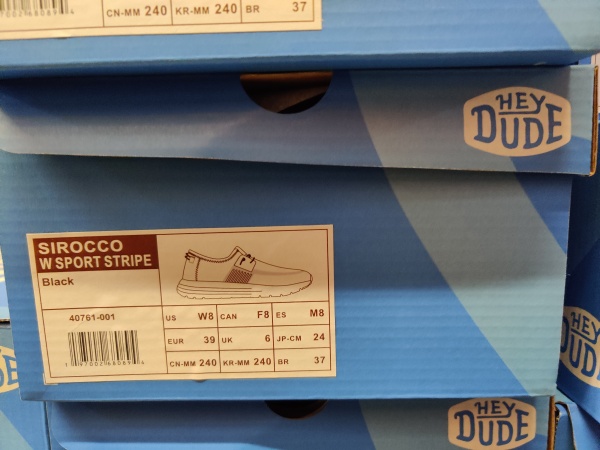 CN-MM 240 KR-MM 240 BR 37
HEY
DUDE
SIROCCO
W SPORT STRIPE
Black
40761-001
US W8 CAN F8 ES M8
EUR 39 UK 6 JP-CM 24
CN-MM 240 KR-MM 240 BR 37
HEY
DUDE
HEY
DUDE